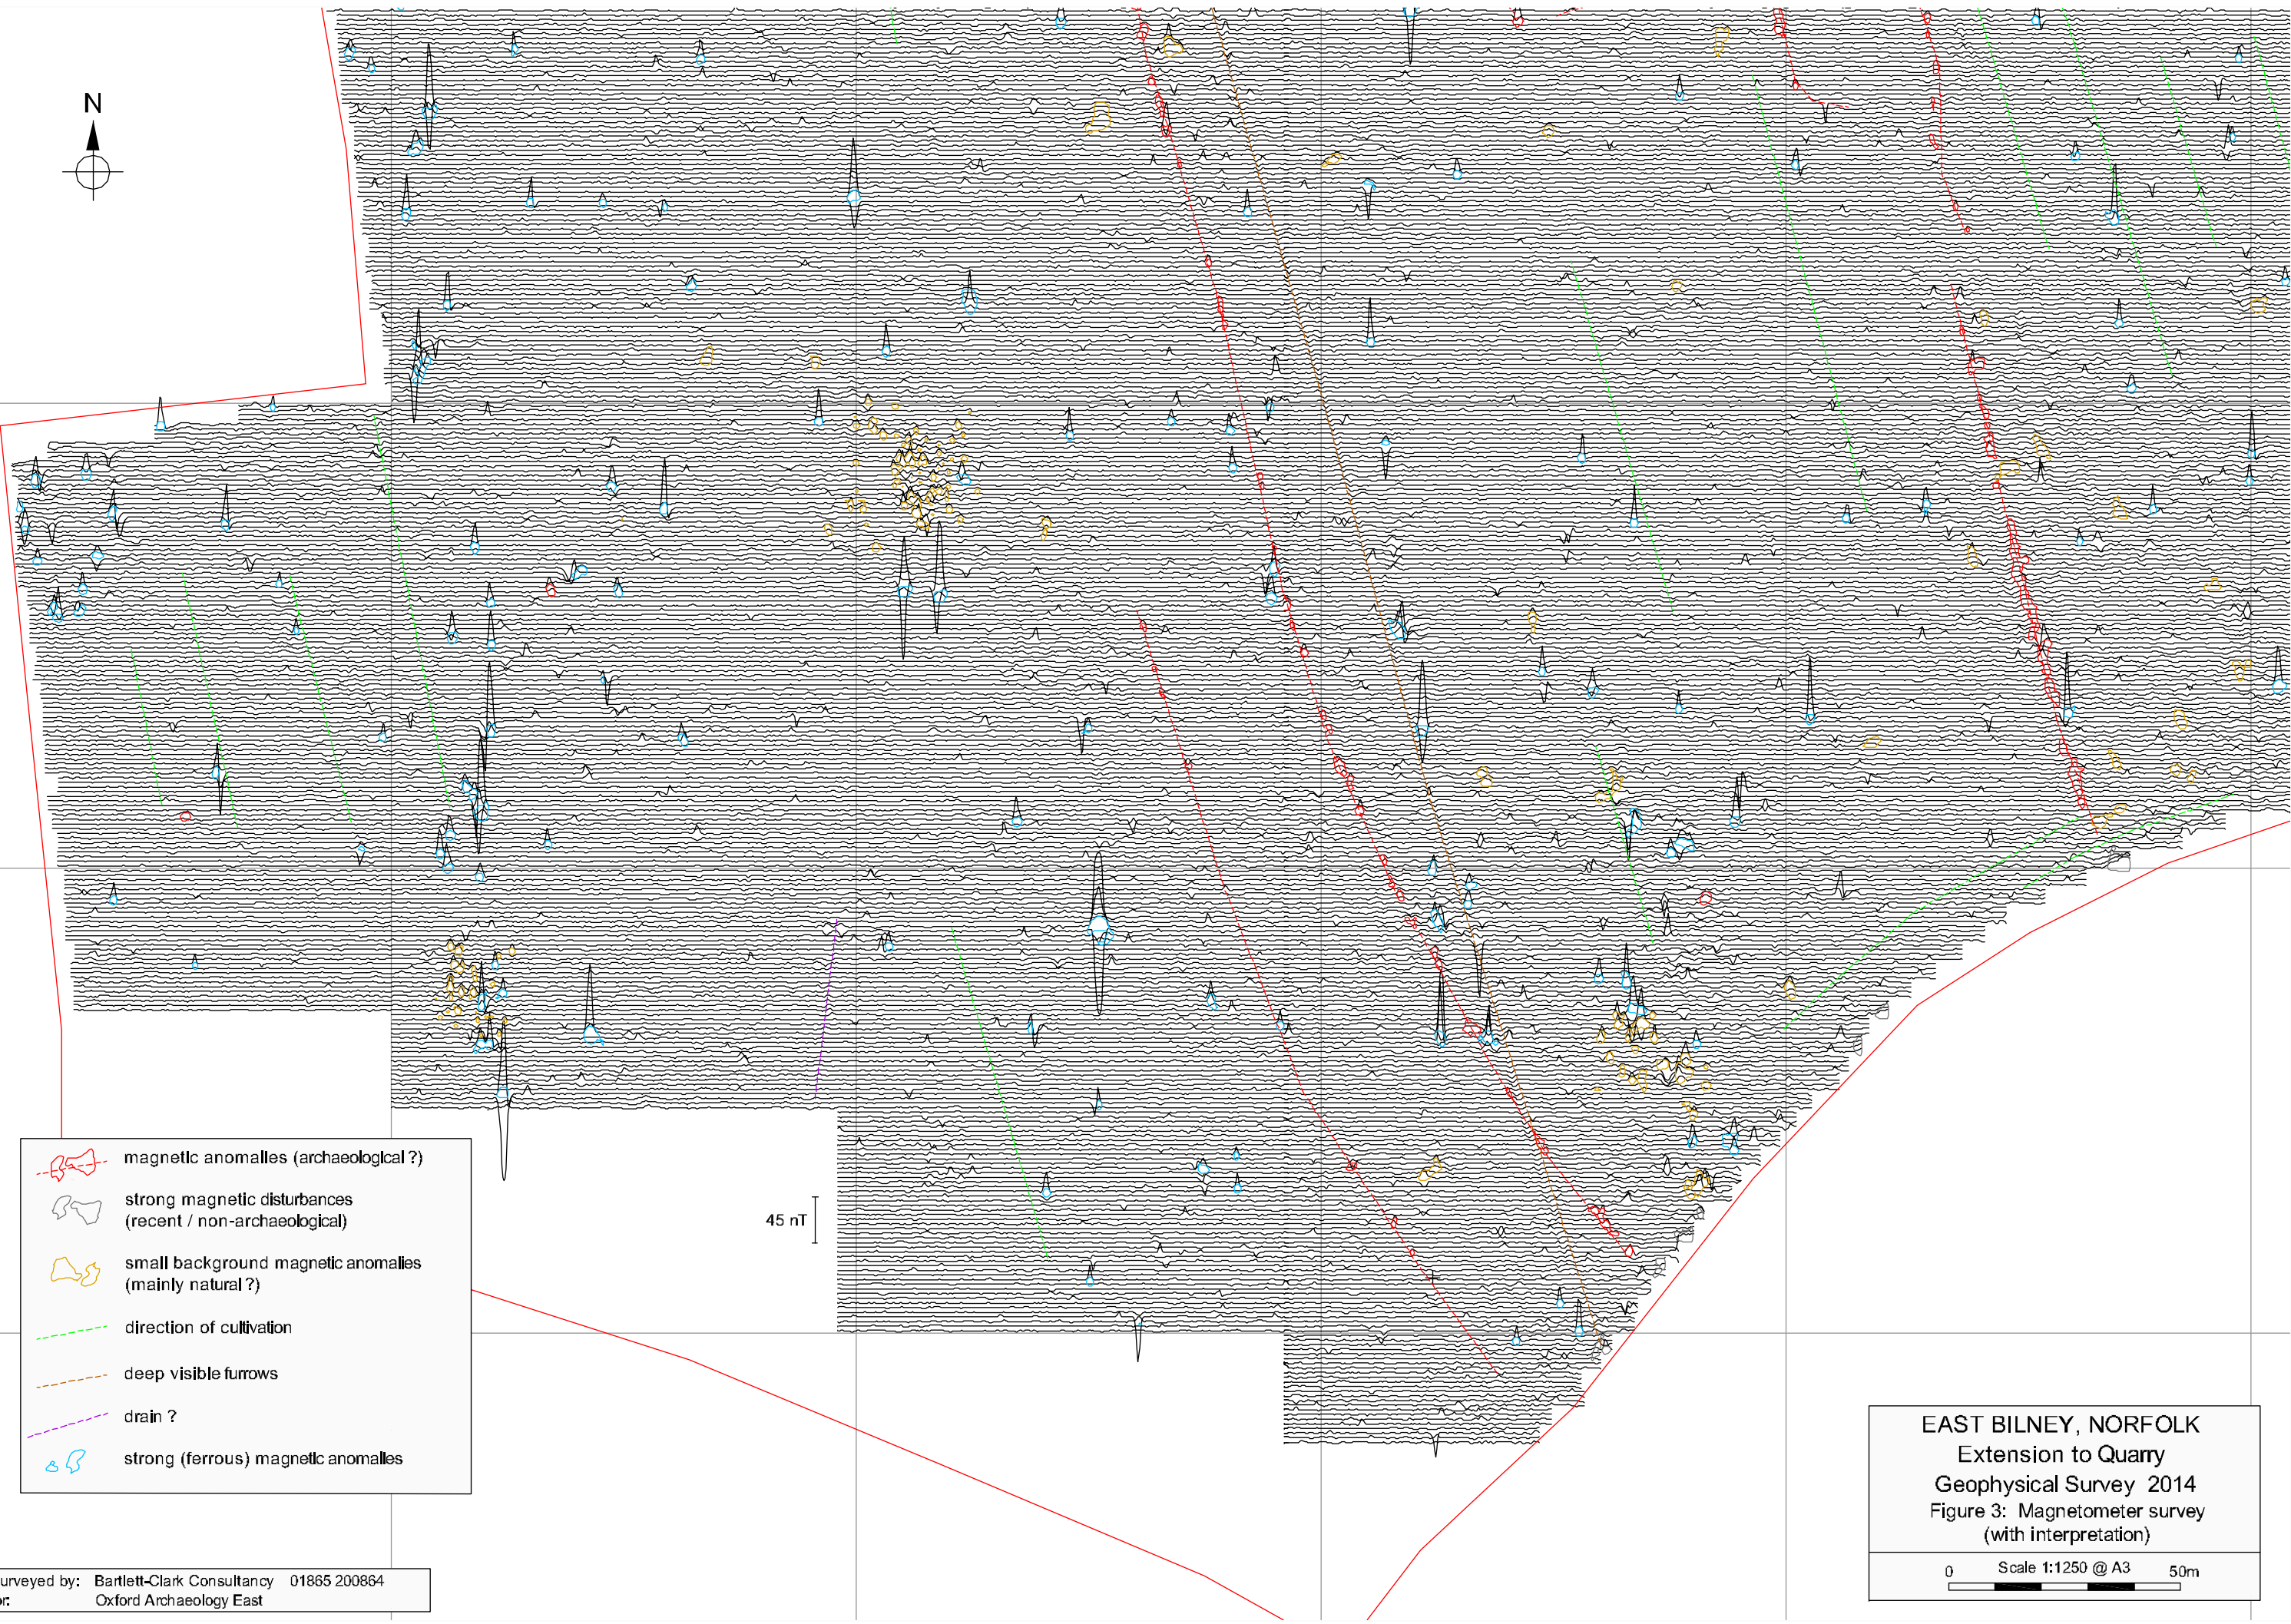 N
45 nT
magnetic anomalies (archaeological ?)
strong magnetic disturbances
(recent / non-archaeological)
small background magnetic anomalies
(mainly natural ?)
direction of cultivation
deep visible furrows
drain ?
strong (ferrous) magnetic anomalies
EAST BILNEY, NORFOLK
Extension to Quarry
Geophysical Survey 2014
Figure 3: Magnetometer survey
(with interpretation)
0 Scale 1:1250 @ A3 50m
urveyed by: Bartlett-Clark Consultancy 01865 200864
or: Oxford Archaeology East